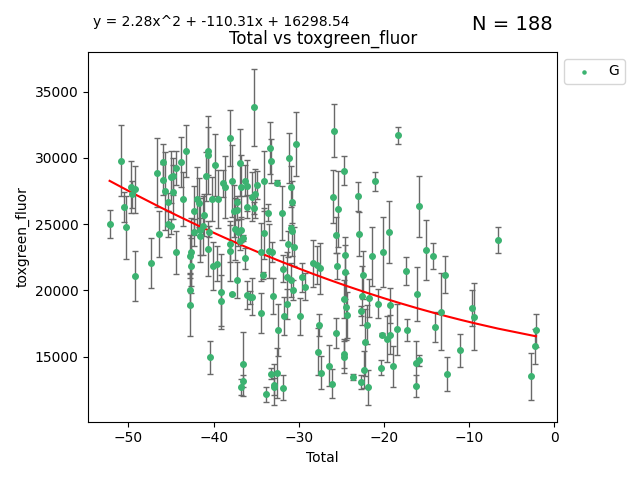 y = 2.28x^2 + -110.31x + 16298.54
N = 188
Total vs toxgreen_fluor
G
35000
30000
25000
20000
15000
toxgreen_fluor
−50
−40
−30
−20
−10
0
Total